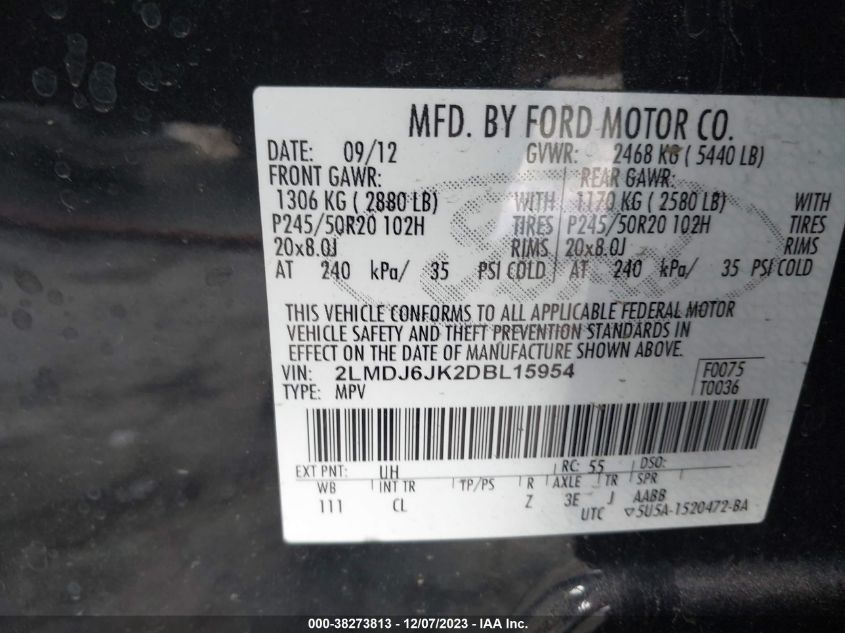 MFD. BY FORD MOTOR CO.
DATE: 09/12 GVWR: 2468 KG ( 5440 LB)
FRONT GAWR: REAR GAWR:
1306 KG ( 2880 LB) WITH 1170 KG ( 2580 LB) WITH
P245/50R20 102H TIRES P245/50R20 102H TIRES
20x8.0J RIMS 20x8.0J RIMS
AT 240 kPa/ 35 PSI COLD AT 240 kPa/ 35 PSI COLD
THIS VEHICLE CONFORMS TO ALL APPLICABLE FEDERAL MOTOR
VEHICLE SAFETY AND THEFT PREVENTION STANDARDS IN
EFFECT ON THE DATE OF MANUFACTURE SHOWN ABOVE.
VIN: 2LMDJ6JK2DBL15954 F0075
TYPE: MPV T0036
EXT PNT: UH RC: 55 DSO:
WB INT TR TP/PS R AXLE TR SPR
111 CL Z 3E J AABB
UTC ▽5U5A-1520472-BA
000-38273813 - 12/07/2023 - IAA Inc.